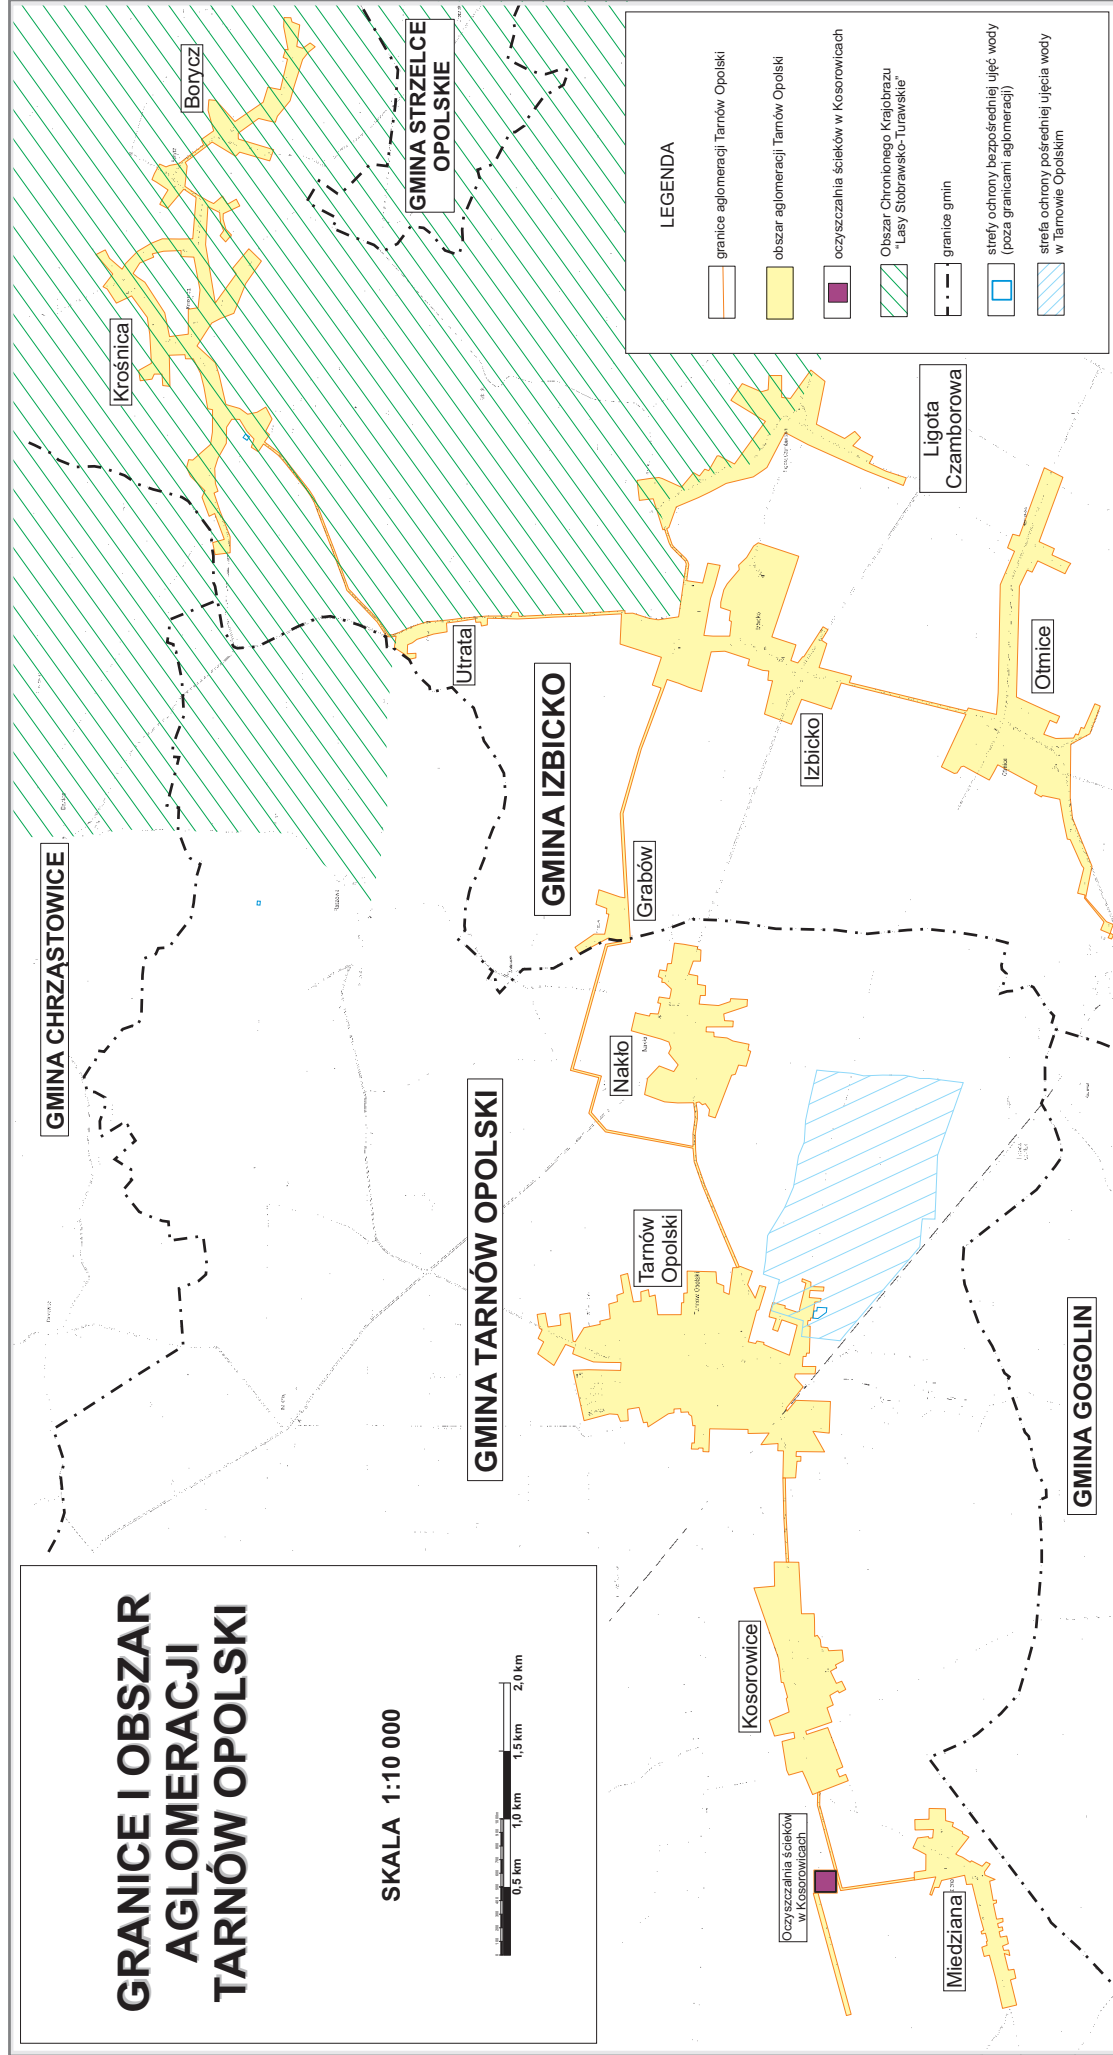 GRANICE I OBSZAR
AGLOMERACJI
TARNÓW OPOLSKI
SKALA 1:10 000
0,5 km
1,0 km
1,5 km
2,0 km
GMINA CHRZĄSTOWICE
GMINA STRZELCE
OPOLSKIE
GMINA IZBICKO
GMINA TARNÓW OPOLSKI
GMINA GOGOLIN
Borycz
Krośnica
Utrata
Grabów
Nakło
Tarnów
Opolski
Izbicko
Ligota
Czamborowa
Otmice
Kosorowice
Oczyszczalnia ścieków
w Kosorowicach
Miedziana
LEGENDA
granice aglomeracji Tarnów Opolski
obszar aglomeracji Tarnów Opolski
oczyszczalnia ścieków w Kosorowicach
Obszar Chronionego Krajobrazu
"Lasy Stobrawsko-Turawskie"
granice gmin
strefy ochrony bezpośredniej ujęć wody
(poza granicami aglomeracji)
strefa ochrony pośredniej ujęcia wody
w Tarnowie Opolskim